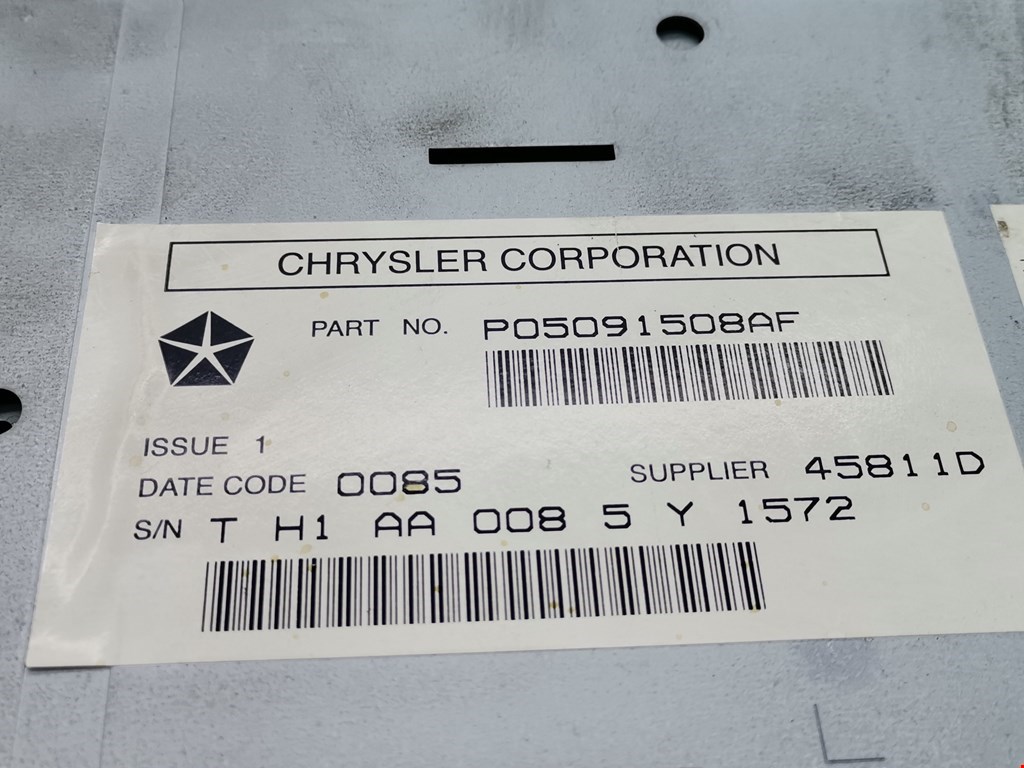 CHRYSLER CORPORATION
PART NO. P05091508AF
ISSUE 1
DATE CODE 0085 SUPPLIER 45811D
S/N T H1 AA 008 5 Y 1572